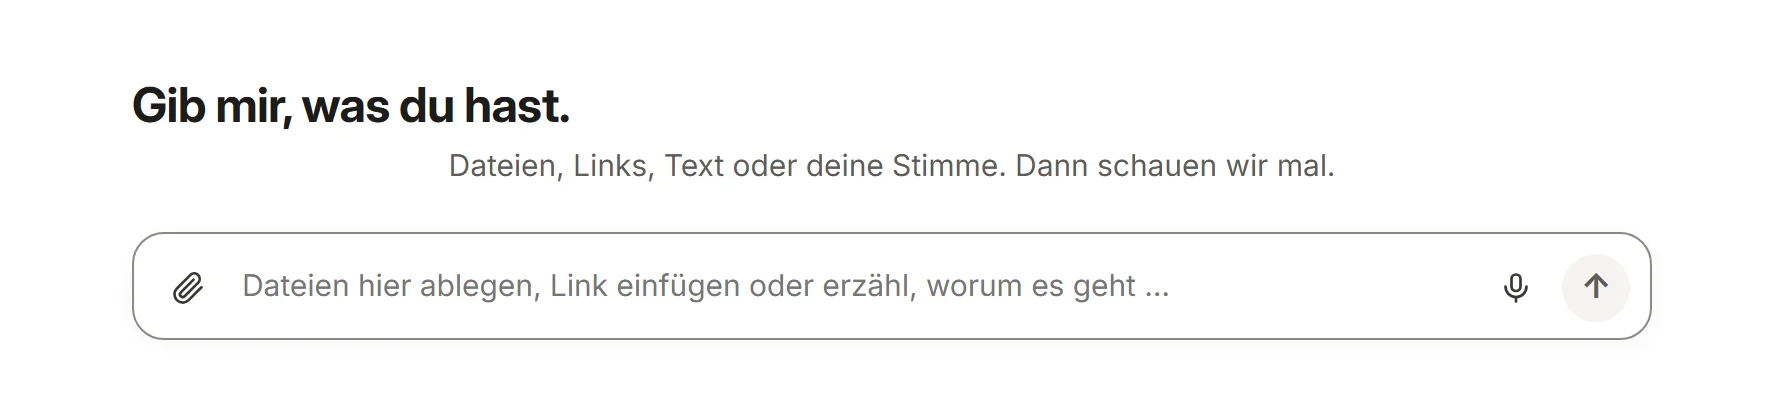 Gib mir, was du hast.
Dateien, Links, Text oder deine Stimme. Dann schauen wir mal.
Dateien hier ablegen, Link einfügen oder erzähl, worum es geht ...